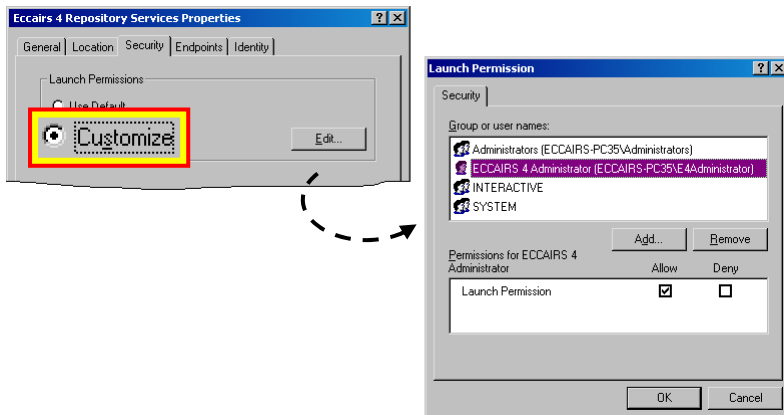 Eccairs 4 Repository Services Properties
General Location Security Endpoints Identity
Launch Permissions
Use Default
Customize
Edit...
Launch Permission
Security
Group or user names:
Administrators (ECCAIRS-PC35\Administrators)
ECCAIRS 4 Administrator (ECCAIRS-PC35\E4Administrator)
INTERACTIVE
SYSTEM
Add... Remove
Permissions for ECCAIRS 4
Administrator Allow Deny
Launch Permission
OK Cancel